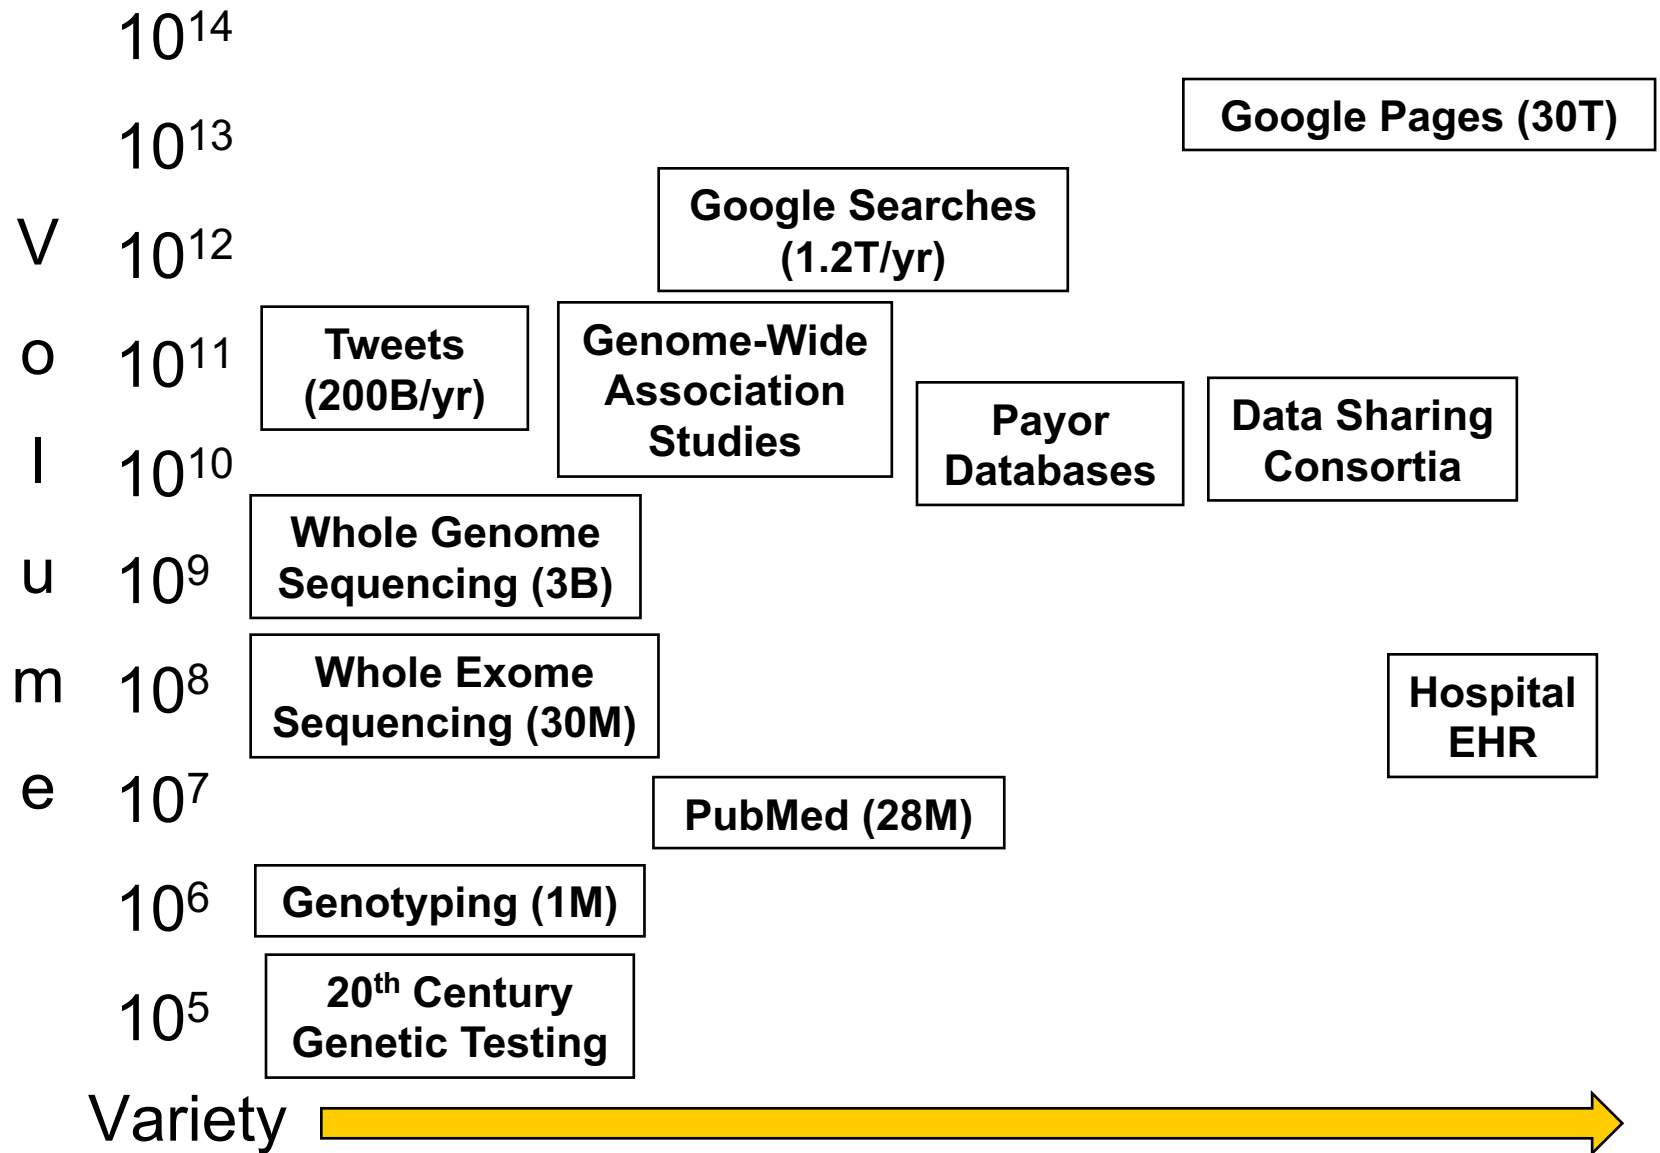 10¹⁴
Google Pages (30T)
10¹³
Google Searches
(1.2T/yr)
V
10¹²
Tweets
(200B/yr)
Genome-Wide
Association
Studies
o
10¹¹
Payor
Databases
Data Sharing
Consortia
l
10¹⁰
Whole Genome
Sequencing (3B)
u
10⁹
Whole Exome
Sequencing (30M)
m
10⁸
Hospital
EHR
e
10⁷
PubMed (28M)
10⁶
Genotyping (1M)
10⁵
20th Century
Genetic Testing
Variety